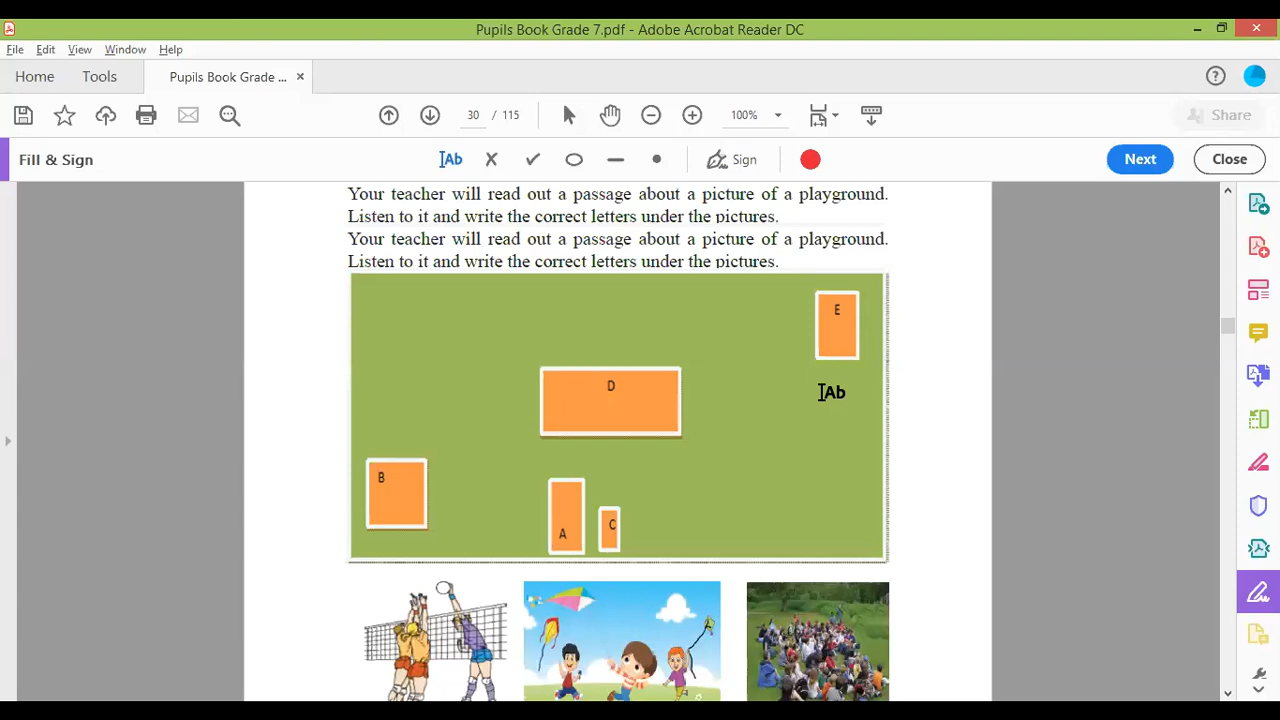 Pupils Book Grade 7.pdf - Adobe Acrobat Reader DC
File Edit View Window Help
Home Tools Pupils Book Grade ... ×
30 / 115 100% Share
Fill & Sign Ab Sign Next Close
Your teacher will read out a passage about a picture of a playground.
Listen to it and write the correct letters under the pictures.
Your teacher will read out a passage about a picture of a playground.
Listen to it and write the correct letters under the pictures.
E
D
Ab
B
A
C